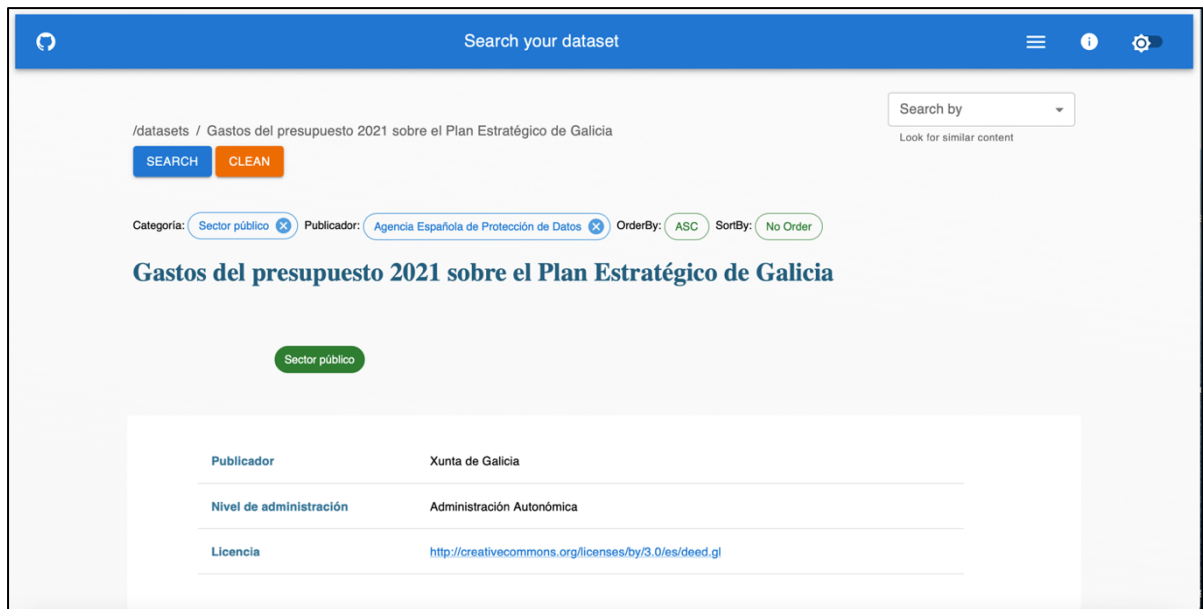 Search your dataset
Search by
/datasets / Gastos del presupuesto 2021 sobre el Plan Estratégico de Galicia
Look for similar content
SEARCH CLEAN
Categoría: Sector público Publicador: Agencia Española de Protección de Datos OrderBy: ASC SortBy: No Order
Gastos del presupuesto 2021 sobre el Plan Estratégico de Galicia
Sector público
Publicador Xunta de Galicia
Nivel de administración Administración Autonómica
Licencia http://creativecommons.org/licenses/by/3.0/es/deed.gl